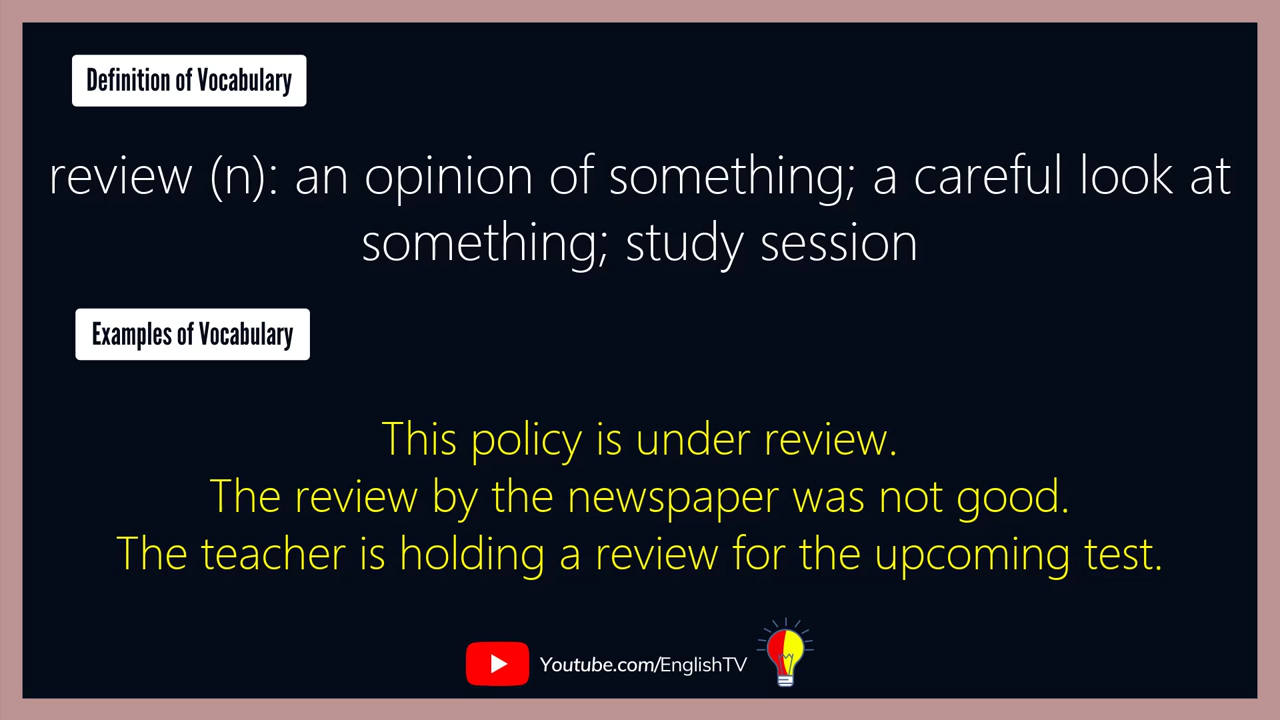 Definition of Vocabulary
review (n): an opinion of something; a careful look at
something; study session
Examples of Vocabulary
This policy is under review.
The review by the newspaper was not good.
The teacher is holding a review for the upcoming test.
Youtube.com/EnglishTV